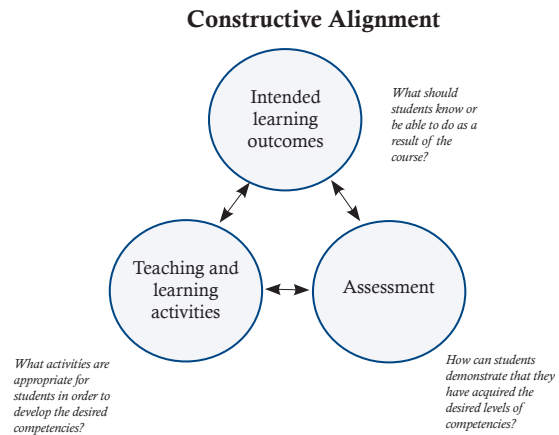 Constructive Alignment
Intended
learning
outcomes
What should
students know or
be able to do as a
result of the
course?
Teaching and
learning
activities
Assessment
What activities are
appropriate for
students in order to
develop the desired
competencies?
How can students
demonstrate that they
have acquired the
desired levels of
competencies?